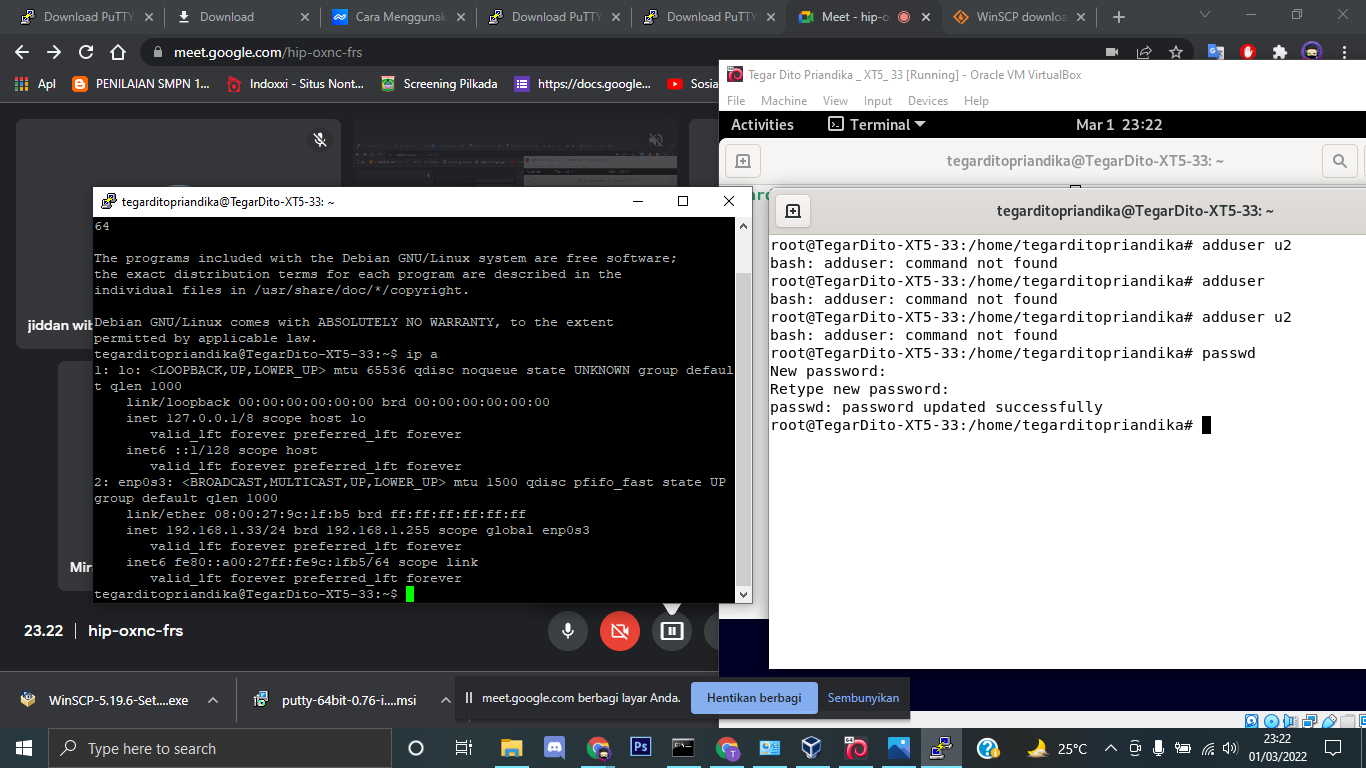 Download PuTTY
Download
Cara Menggunak
Download PuTTY
Download PuTTY
Meet - hip-o
WinSCP downloa
meet.google.com/hip-oxnc-frs
Apl
PENILAIAN SMPN 1...
Indoxxi - Situs Nont...
Screening Pilkada
https://docs.google...
Sosia
Tegar Dito Priandika _ XT5_ 33 [Running] - Oracle VM VirtualBox
File Machine View Input Devices Help
Activities
Terminal
Mar 1 23:22
tegarditopriandika@TegarDito-XT5-33: ~
tegarditopriandika@TegarDito-XT5-33: ~
64
The programs included with the Debian GNU/Linux system are free software;
the exact distribution terms for each program are described in the
individual files in /usr/share/doc/*/copyright.
Debian GNU/Linux comes with ABSOLUTELY NO WARRANTY, to the extent
permitted by applicable law.
tegarditopriandika@TegarDito-XT5-33:~$ ip a
1: lo: <LOOPBACK,UP,LOWER_UP> mtu 65536 qdisc noqueue state UNKNOWN group defaul
t qlen 1000
link/loopback 00:00:00:00:00:00 brd 00:00:00:00:00:00
inet 127.0.0.1/8 scope host lo
valid_lft forever preferred_lft forever
inet6 ::1/128 scope host
valid_lft forever preferred_lft forever
2: enp0s3: <BROADCAST,MULTICAST,UP,LOWER_UP> mtu 1500 qdisc pfifo_fast state UP
group default qlen 1000
link/ether 08:00:27:9c:1f:b5 brd ff:ff:ff:ff:ff:ff
inet 192.168.1.33/24 brd 192.168.1.255 scope global enp0s3
valid_lft forever preferred_lft forever
inet6 fe80::a00:27ff:fe9c:1fb5/64 scope link
valid_lft forever preferred_lft forever
tegarditopriandika@TegarDito-XT5-33:~$
tegarditopriandika@TegarDito-XT5-33: ~
root@TegarDito-XT5-33:/home/tegarditopriandika# adduser u2
bash: adduser: command not found
root@TegarDito-XT5-33:/home/tegarditopriandika# adduser
bash: adduser: command not found
root@TegarDito-XT5-33:/home/tegarditopriandika# adduser u2
bash: adduser: command not found
root@TegarDito-XT5-33:/home/tegarditopriandika# passwd
New password:
Retype new password:
passwd: password updated successfully
root@TegarDito-XT5-33:/home/tegarditopriandika#
jiddan wib
Mira
23.22 | hip-oxnc-frs
WinSCP-5.19.6-Set....exe
putty-64bit-0.76-i....msi
meet.google.com berbagi layar Anda.
Hentikan berbagi
Sembunyikan
Type here to search
25°C
23:22
01/03/2022